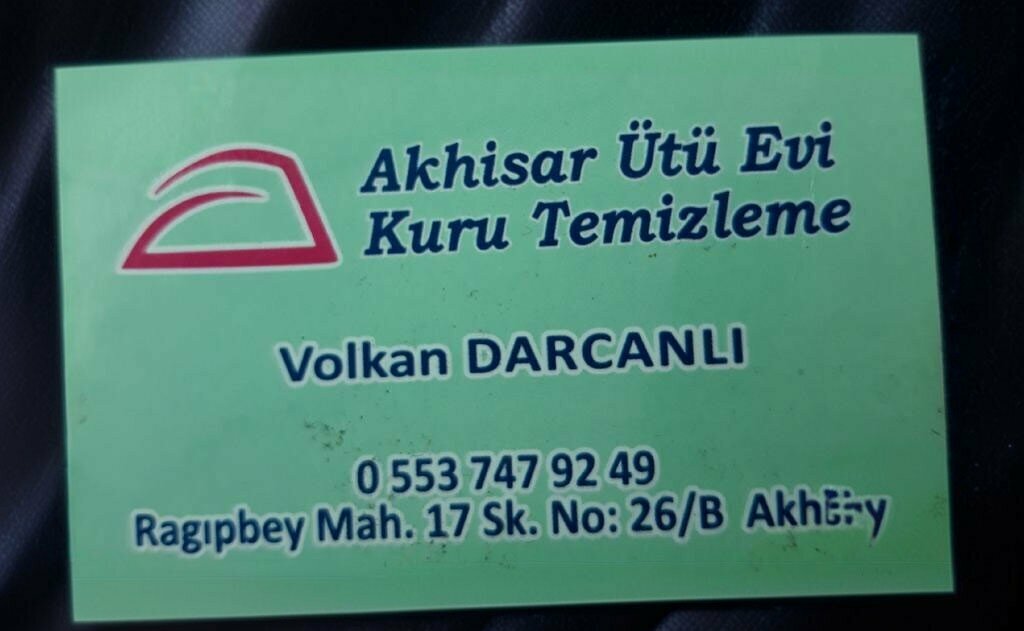 Akhisar Ütü Evi
Kuru Temizleme
Volkan DARCANLI
0 553 747 92 49
Ragıpbey Mah. 17 Sk. No: 26/B